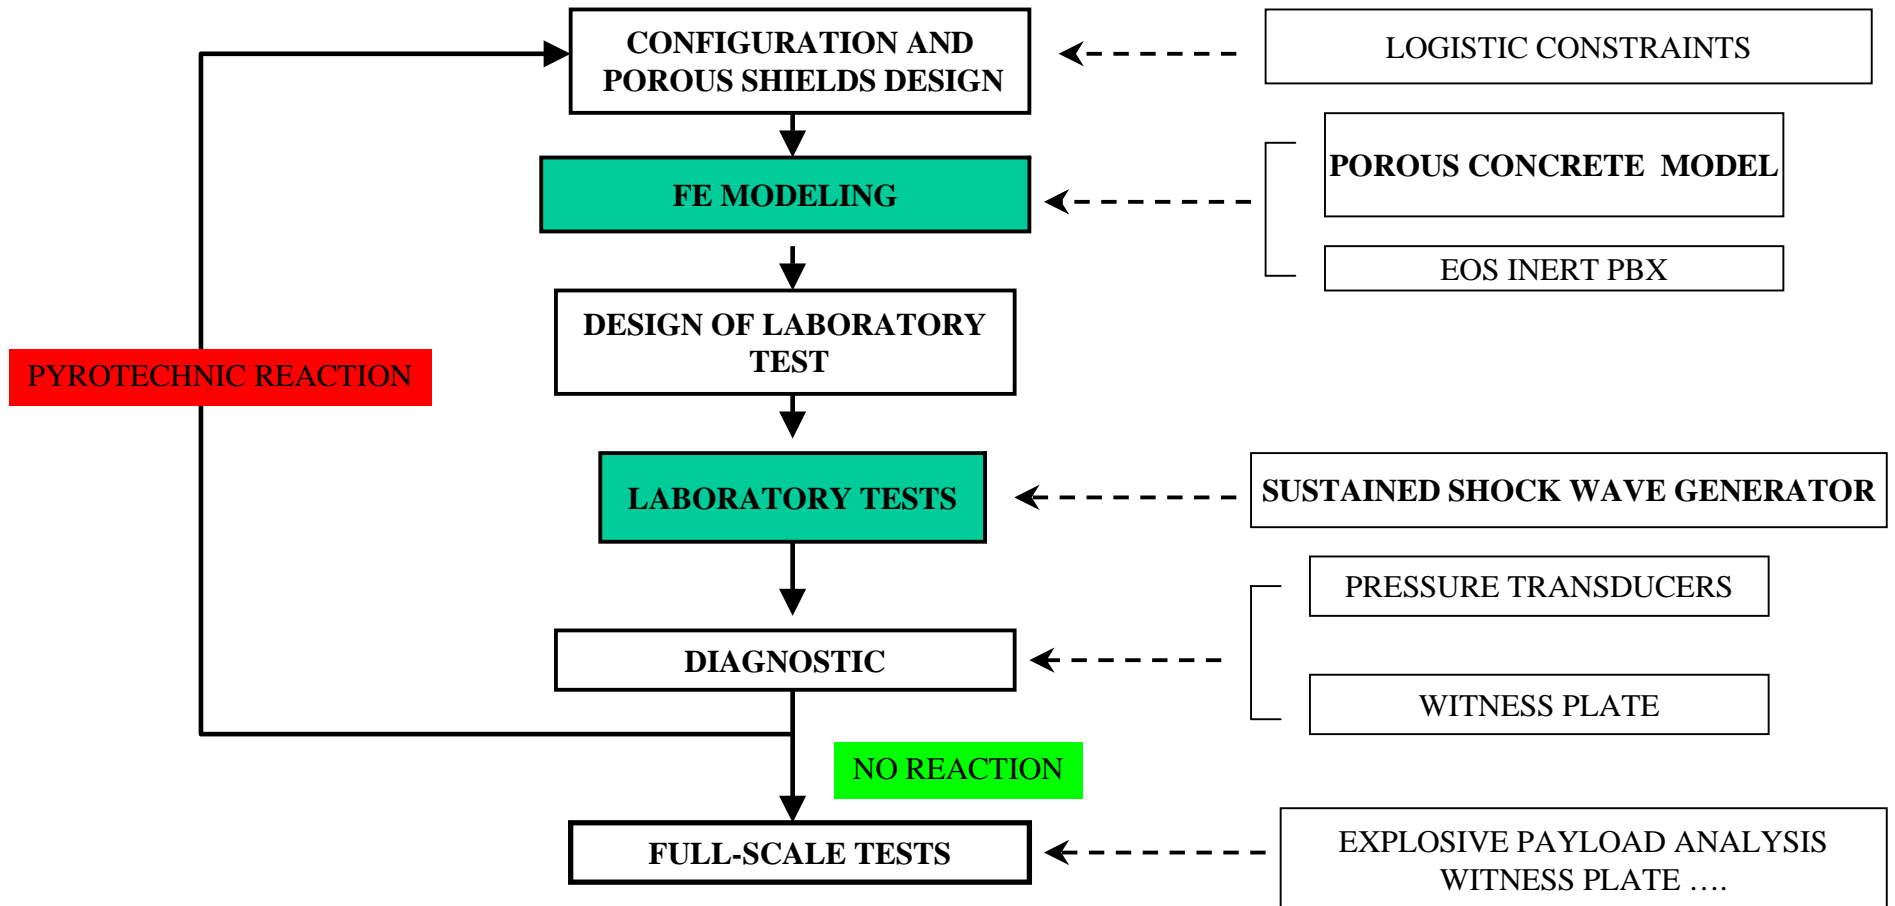 CONFIGURATION AND
POROUS SHIELDS DESIGN
LOGISTIC CONSTRAINTS
FE MODELING
POROUS CONCRETE MODEL
EOS INERT PBX
DESIGN OF LABORATORY
TEST
PYROTECHNIC REACTION
LABORATORY TESTS
SUSTAINED SHOCK WAVE GENERATOR
PRESSURE TRANSDUCERS
DIAGNOSTIC
WITNESS PLATE
NO REACTION
FULL-SCALE TESTS
EXPLOSIVE PAYLOAD ANALYSIS
WITNESS PLATE ....